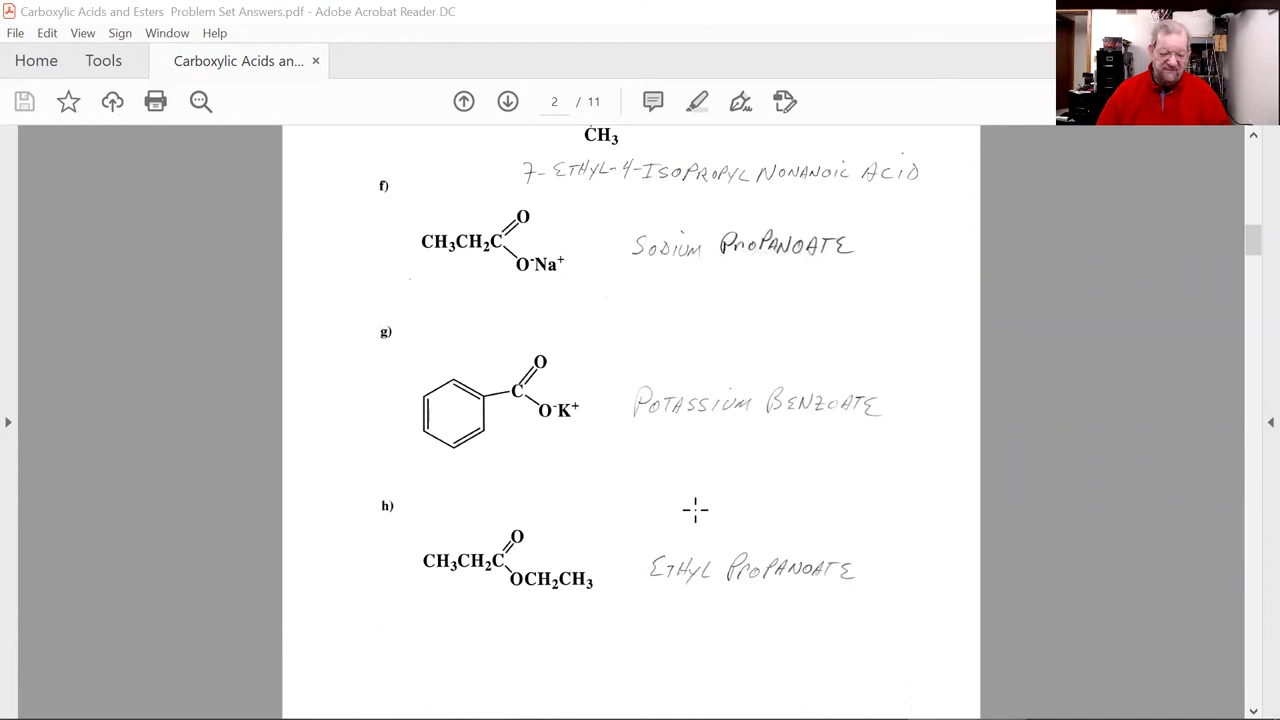 Carboxylic Acids and Esters Problem Set Answers.pdf - Adobe Acrobat Reader DC
File Edit View Sign Window Help
Home Tools Carboxylic Acids an... ×
2 / 11
CH₃
7-ETHYL-4-ISOPROPYL NONANOIC ACID
f)
O
CH₃CH₂C SODIUM PROPANOATE
O⁻Na⁺
g)
O
C POTASSIUM BENZOATE
O⁻K⁺
h)
O
CH₃CH₂C ETHYL PROPANOATE
OCH₂CH₃